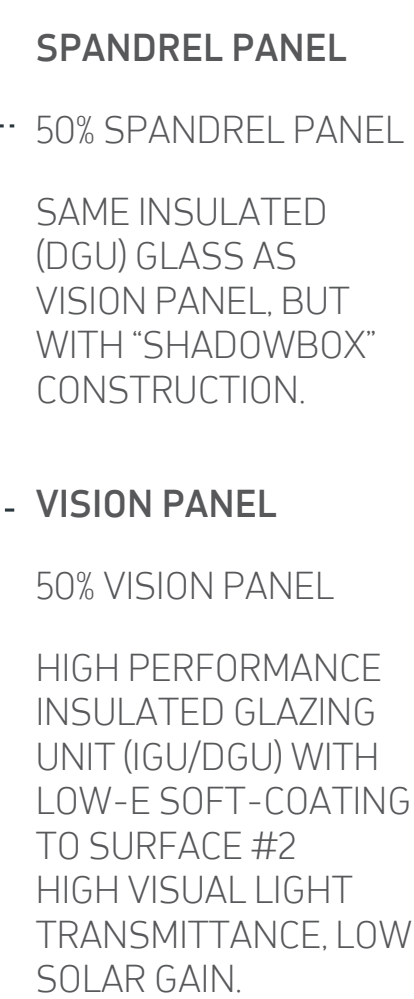 SPANDREL PANEL
50% SPANDREL PANEL
SAME INSULATED
(DGU) GLASS AS
VISION PANEL, BUT
WITH “SHADOWBOX”
CONSTRUCTION.
VISION PANEL
50% VISION PANEL
HIGH PERFORMANCE
INSULATED GLAZING
UNIT (IGU/DGU) WITH
LOW-E SOFT-COATING
TO SURFACE #2
HIGH VISUAL LIGHT
TRANSMITTANCE, LOW
SOLAR GAIN.